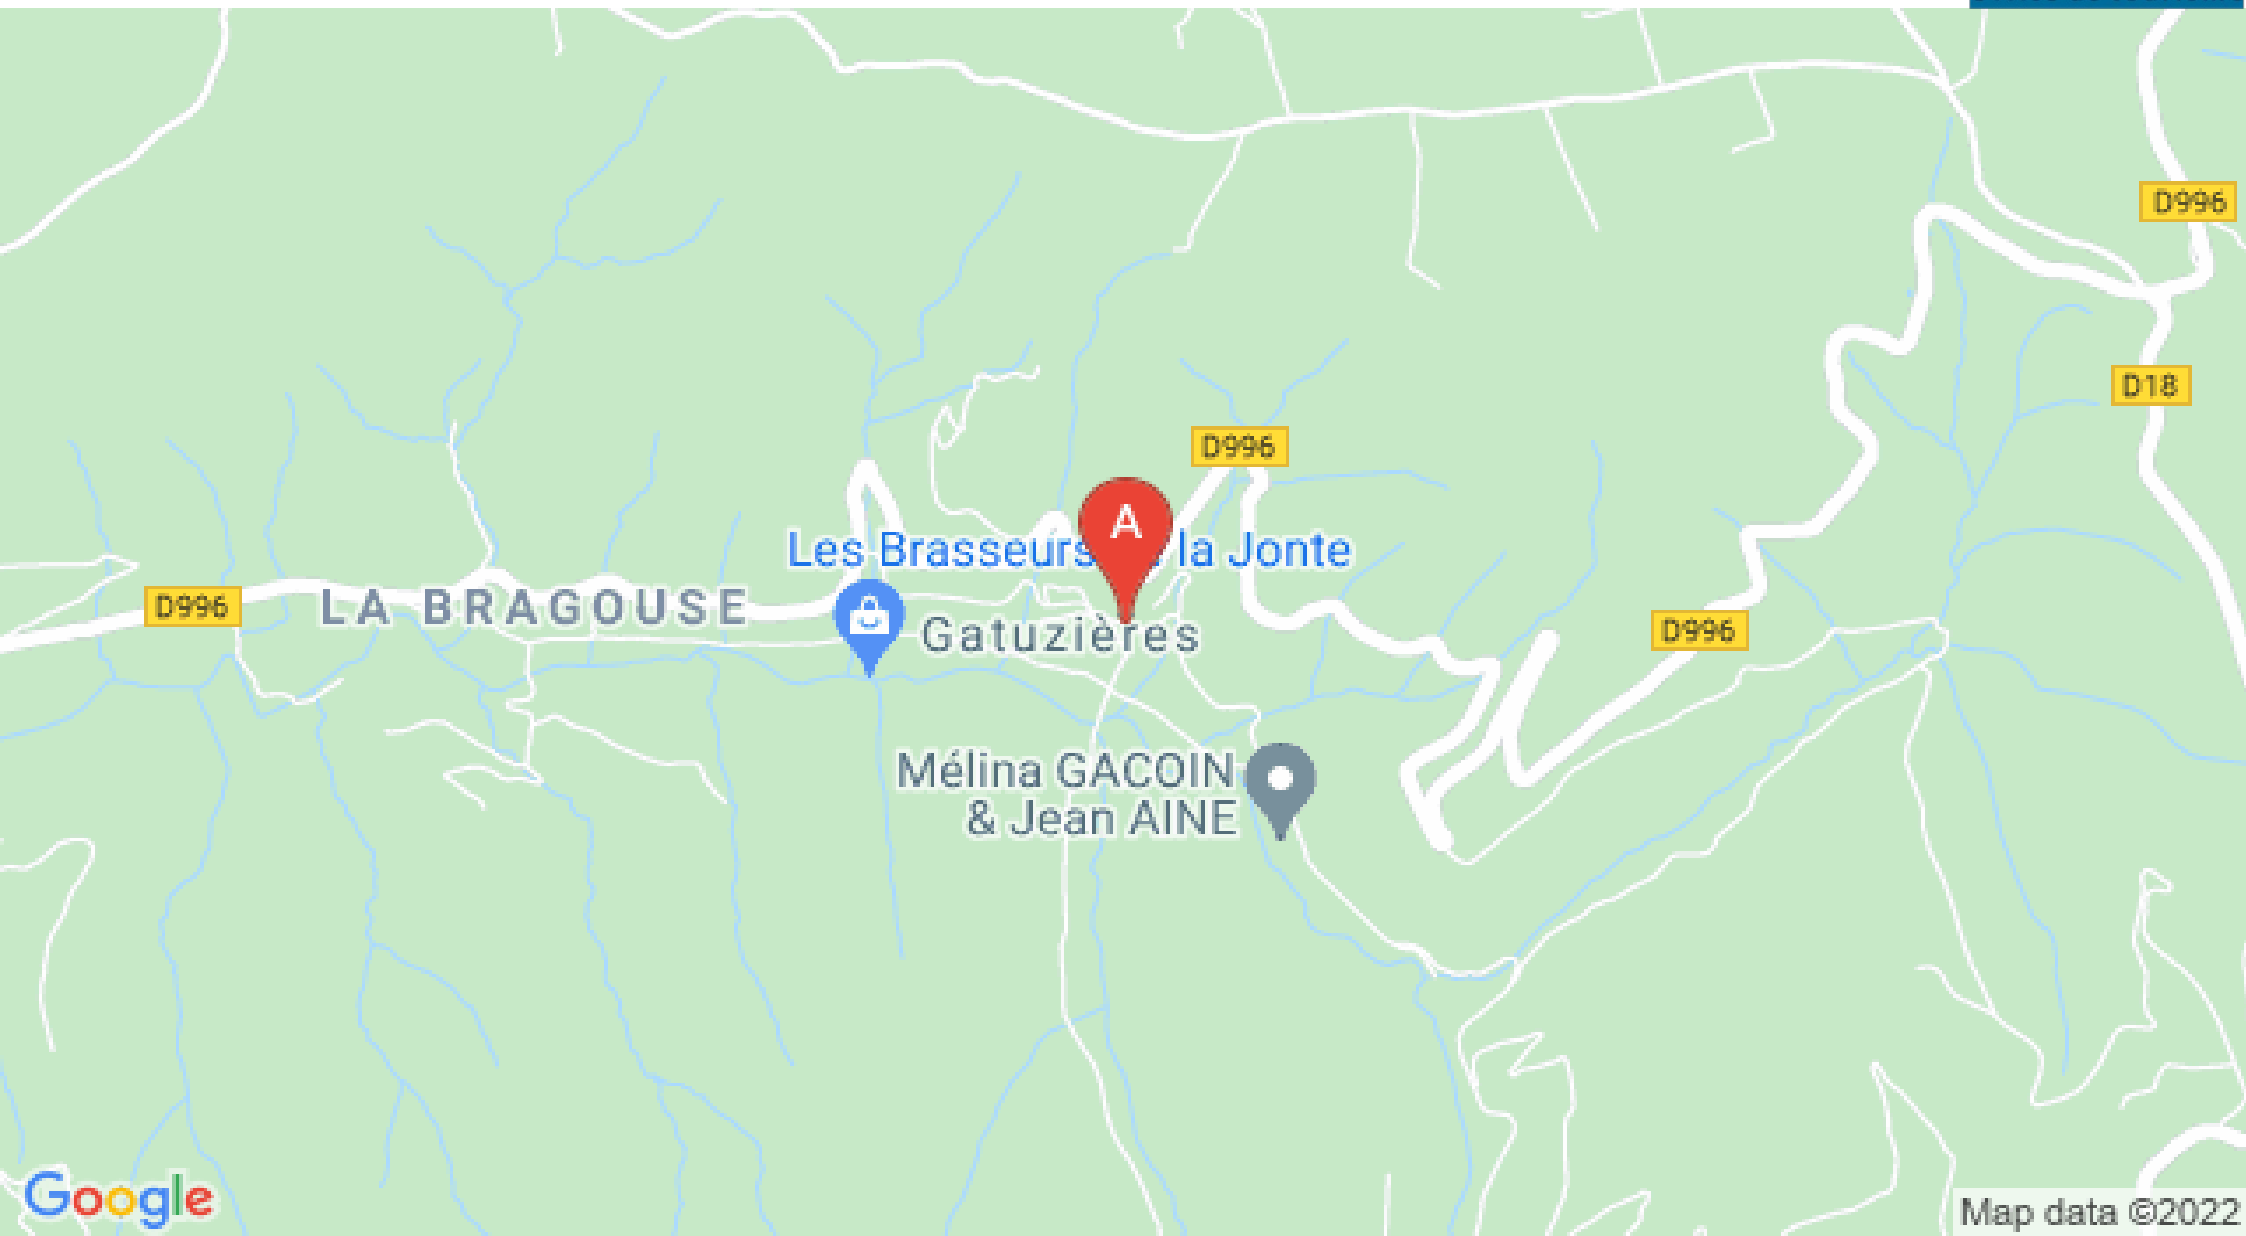 D996
D18
D996
Les Brasseurs la Jonte
D996
LA BRAGOUSE
Gatuzières
D996
Mélina GACOIN
& Jean AINE
A
Google
Map data ©2022